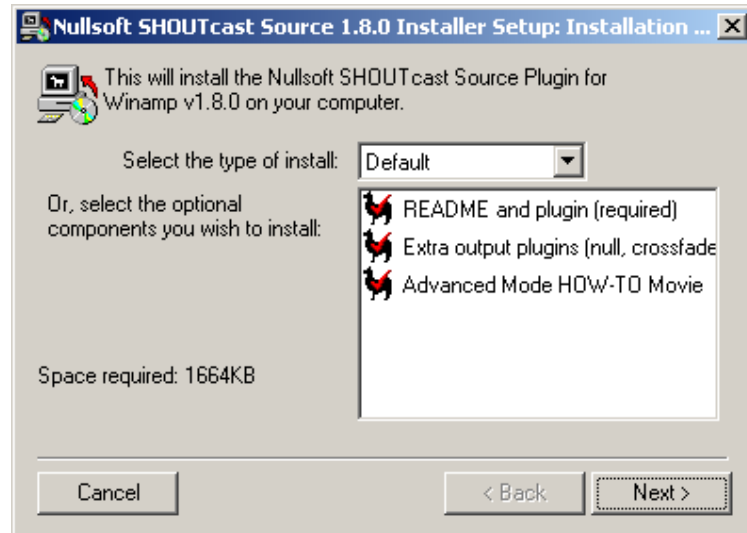 Nullsoft SHOUTcast Source 1.8.0 Installer Setup: Installation ...
This will install the Nullsoft SHOUTcast Source Plugin for
Winamp v1.8.0 on your computer.
Select the type of install: Default
Or, select the optional
components you wish to install:
README and plugin (required)
Extra output plugins (null, crossfade
Advanced Mode HOW-TO Movie
Space required: 1664KB
Cancel
< Back
Next >